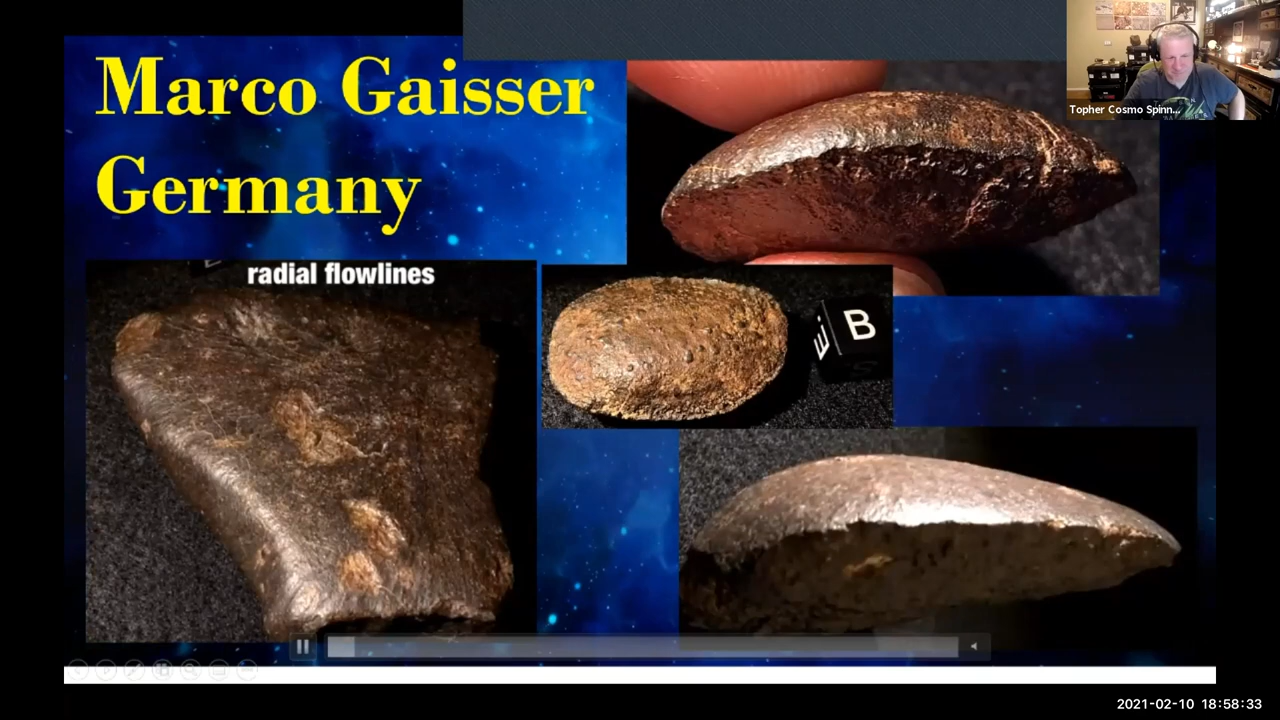 Marco Gaisser
Germany
Topher Cosmo Spinn...
radial flowlines
E
B
2021-02-10 18:58:33